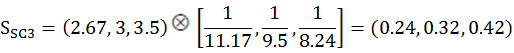 S_SC3 = (2.67, 3, 3.5) ⊗ [1/11.17, 1/9.5, 1/8.24] = (0.24, 0.32, 0.42)